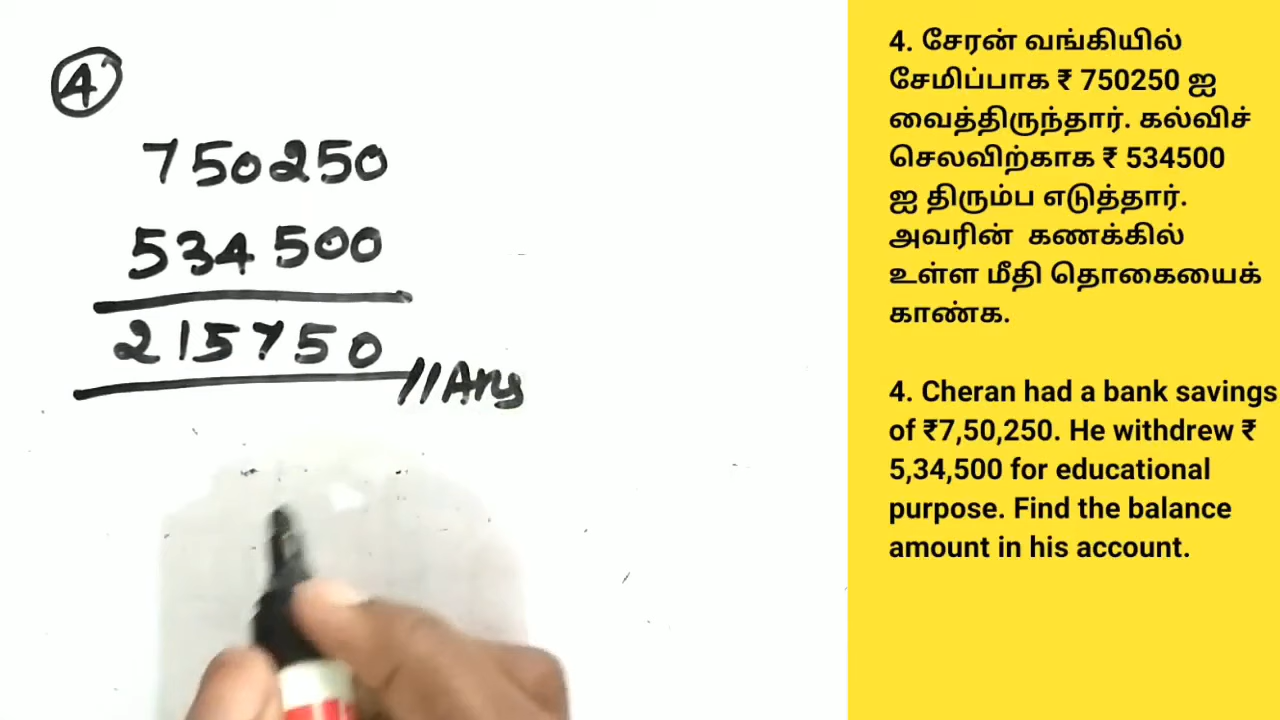 4
750250
534500
215750 //Ans
4. சேரன் வங்கியில்
சேமிப்பாக ₹ 750250 ஐ
வைத்திருந்தார். கல்விச்
செலவிற்காக ₹ 534500
ஐ திரும்ப எடுத்தார்.
அவரின் கணக்கில்
உள்ள மீதி தொகையைக்
காண்க.
4. Cheran had a bank savings
of ₹7,50,250. He withdrew ₹
5,34,500 for educational
purpose. Find the balance
amount in his account.